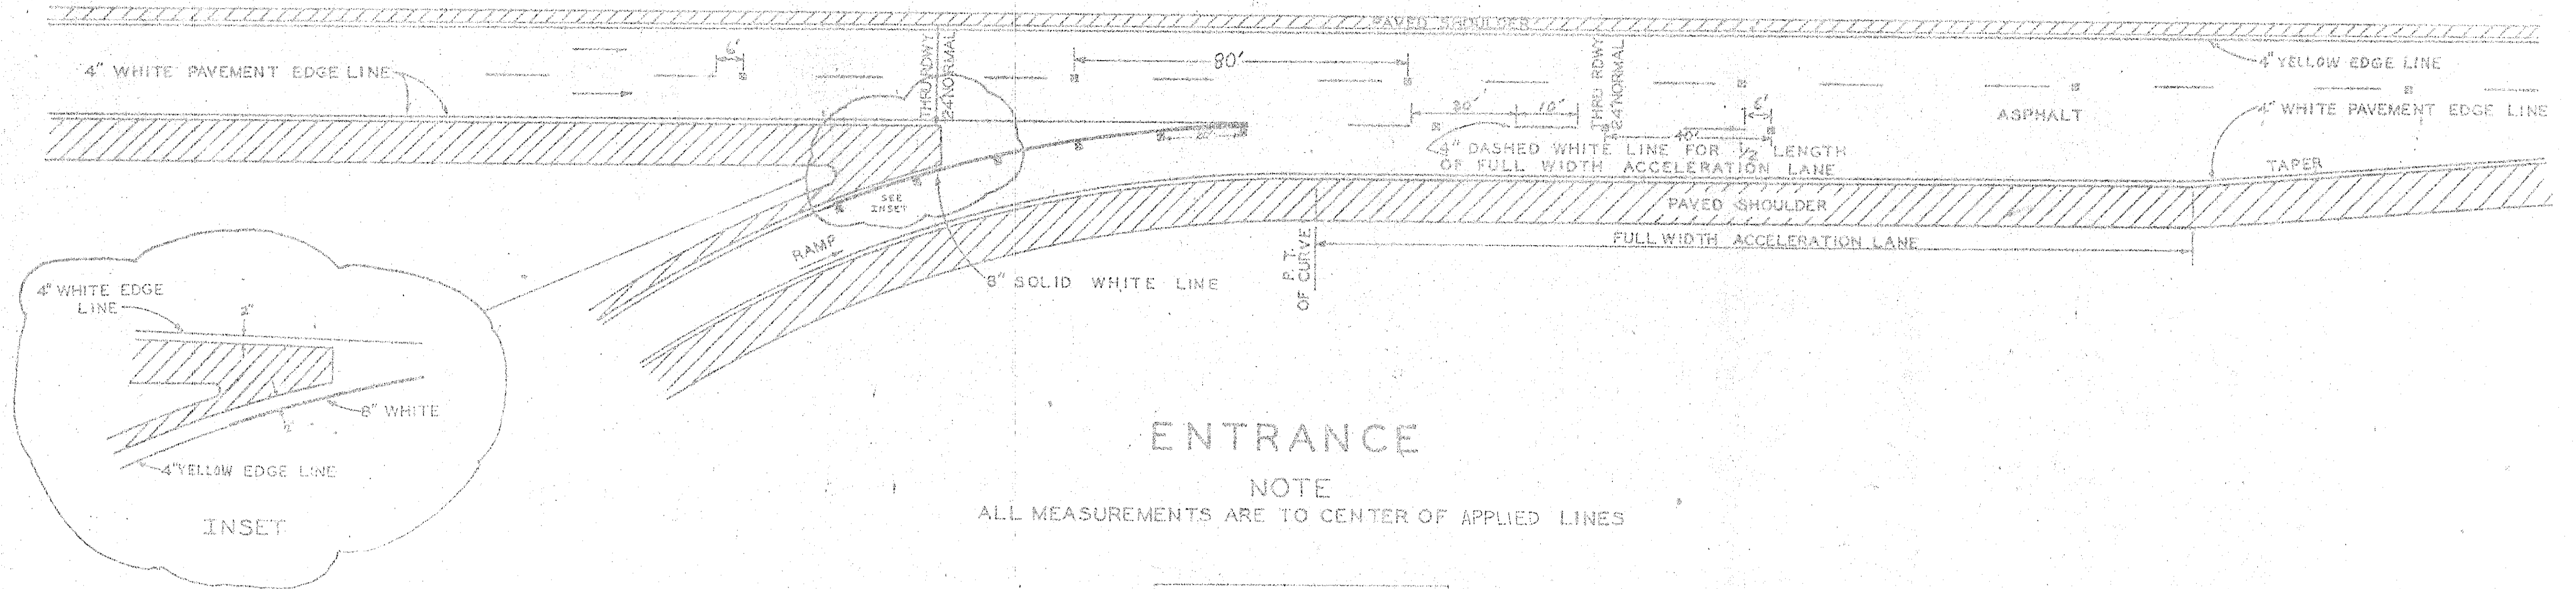 PAVED SHOULDER
4" WHITE PAVEMENT EDGE LINE
6'
THRU RDWY
24' NORMAL
80'
THRU RDWY
24' NORMAL
4" YELLOW EDGE LINE
10'
6'
40'
ASPHALT
4" WHITE PAVEMENT EDGE LINE
4" DASHED WHITE LINE FOR 1/2 LENGTH
OF FULL WIDTH ACCELERATION LANE
TAPER
SEE
INSET
PAVED SHOULDER
RAMP
FULL WIDTH ACCELERATION LANE
P. T.
OF CURVE
8" SOLID WHITE LINE
4" WHITE EDGE
LINE
2"
8" WHITE
2"
4" YELLOW EDGE LINE
INSET
ENTRANCE
NOTE
ALL MEASUREMENTS ARE TO CENTER OF APPLIED LINES